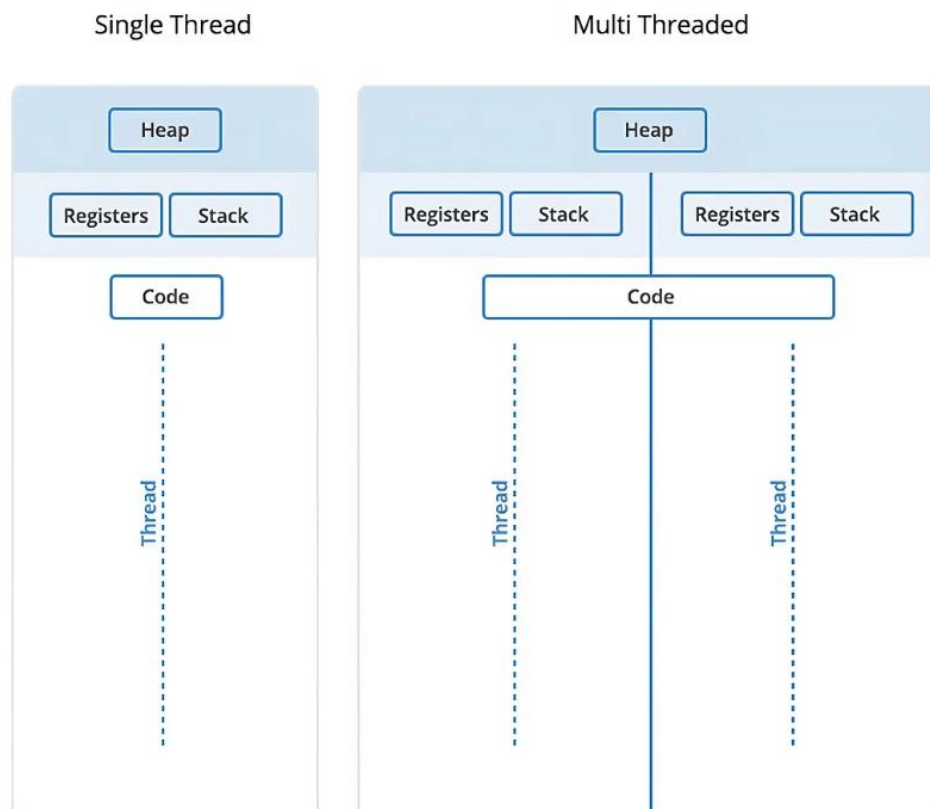 Single Thread
Multi Threaded
Heap
Heap
Registers
Stack
Registers
Stack
Registers
Stack
Code
Code
Thread
Thread
Thread